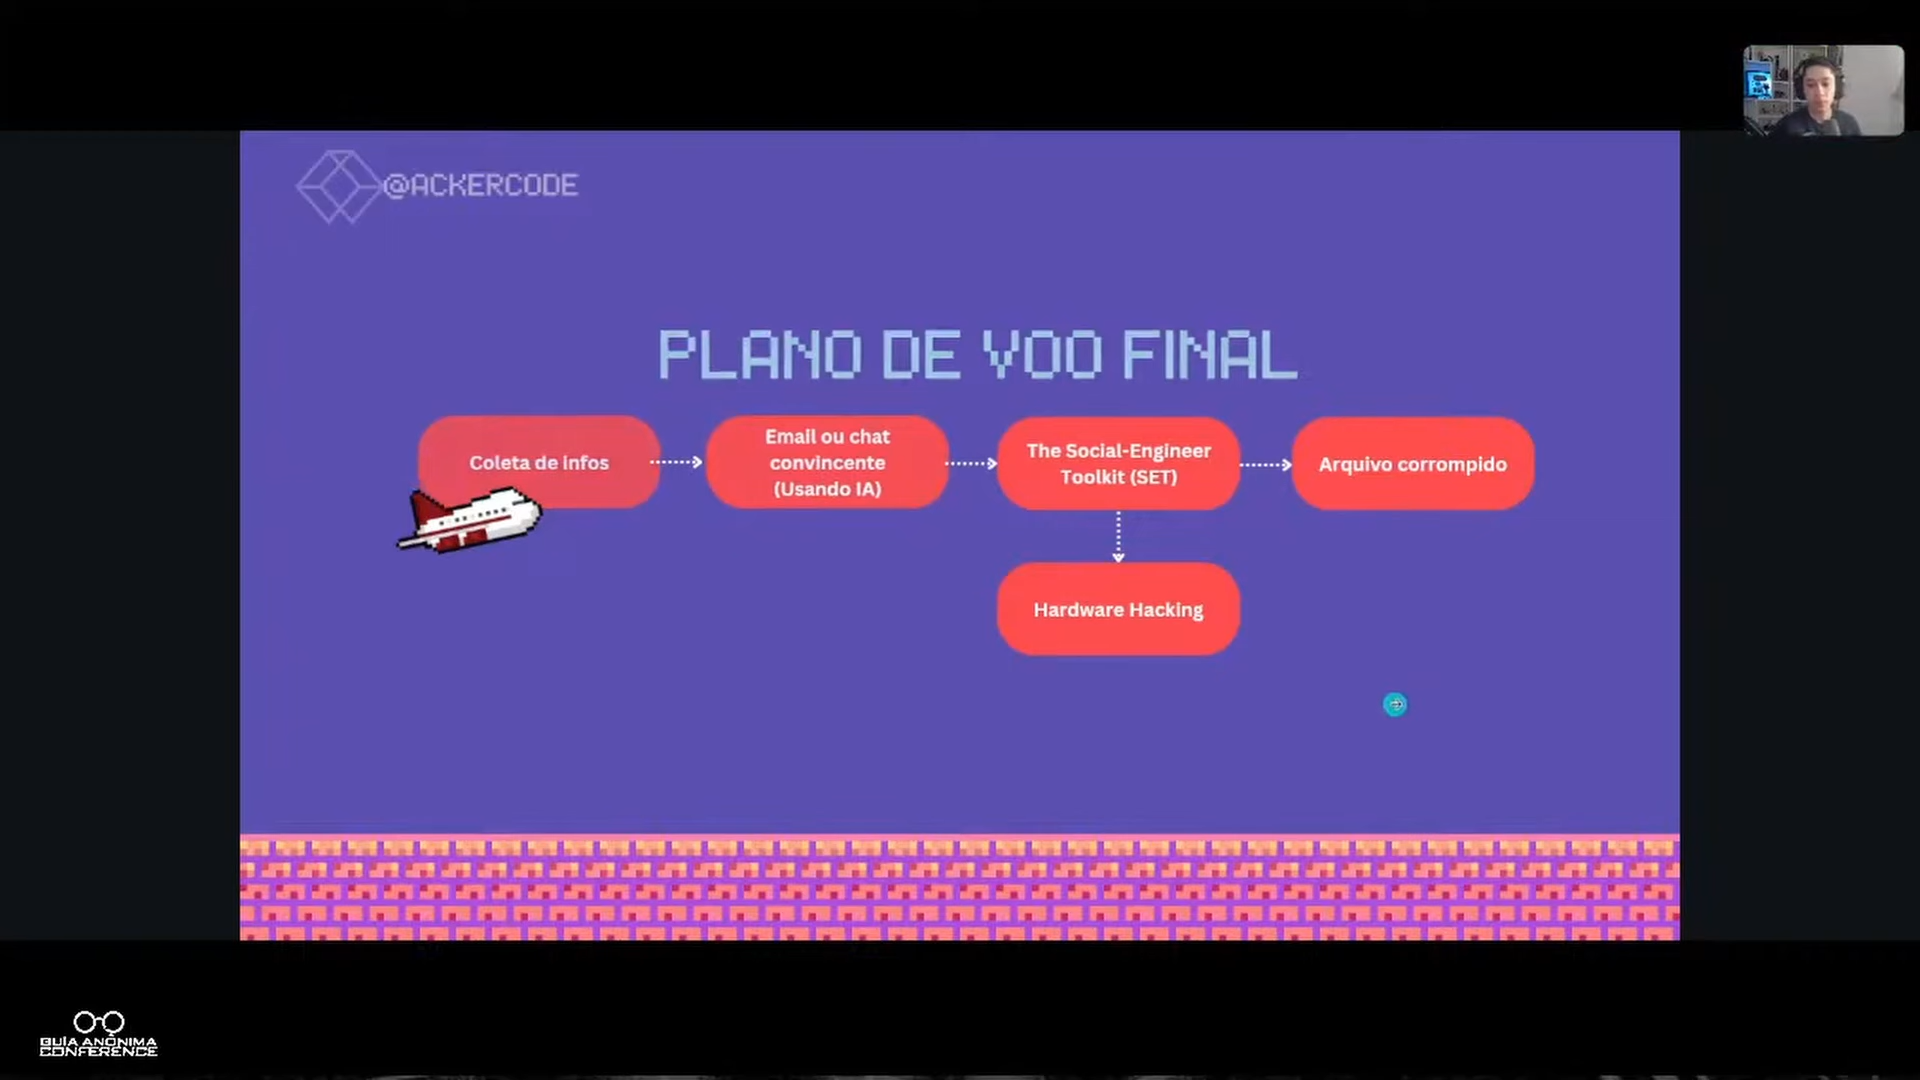 @ACKERCODE
PLANO DE VOO FINAL
Coleta de infos
Email ou chat
convincente
(Usando IA)
The Social-Engineer
Toolkit (SET)
Arquivo corrompido
Hardware Hacking
GUIA ANÔNIMA
CONFERENCE